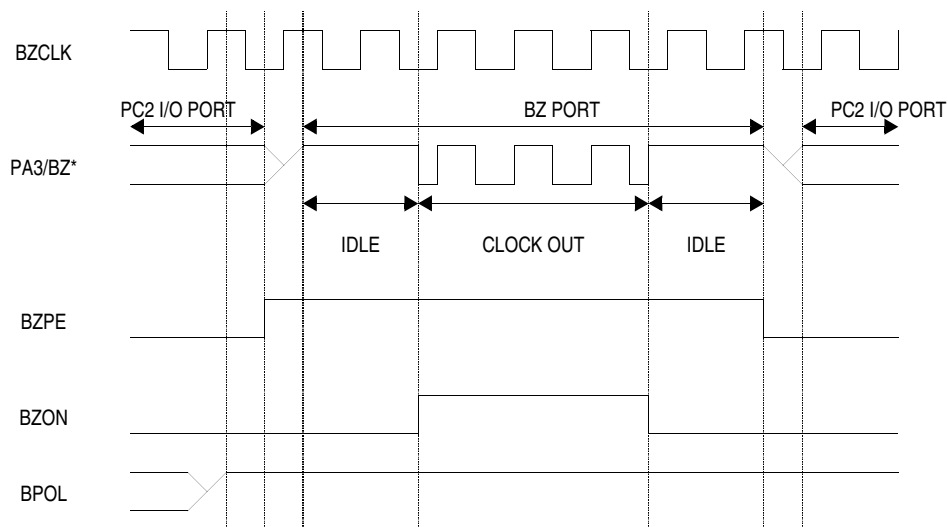 BZCLK
PC2 I/O PORT
BZ PORT
PC2 I/O PORT
PA3/BZ*
IDLE
CLOCK OUT
IDLE
BZPE
BZON
BPOL